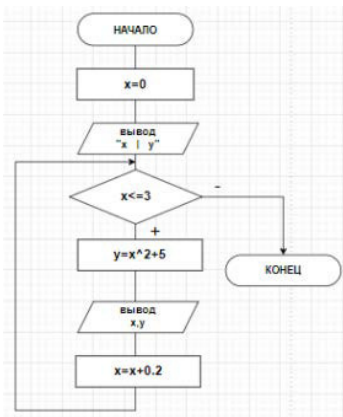 НАЧАЛО
x=0
вывод
"x | y"
x<=3
-
+
y=x^2+5
КОНЕЦ
вывод
x,y
x=x+0.2